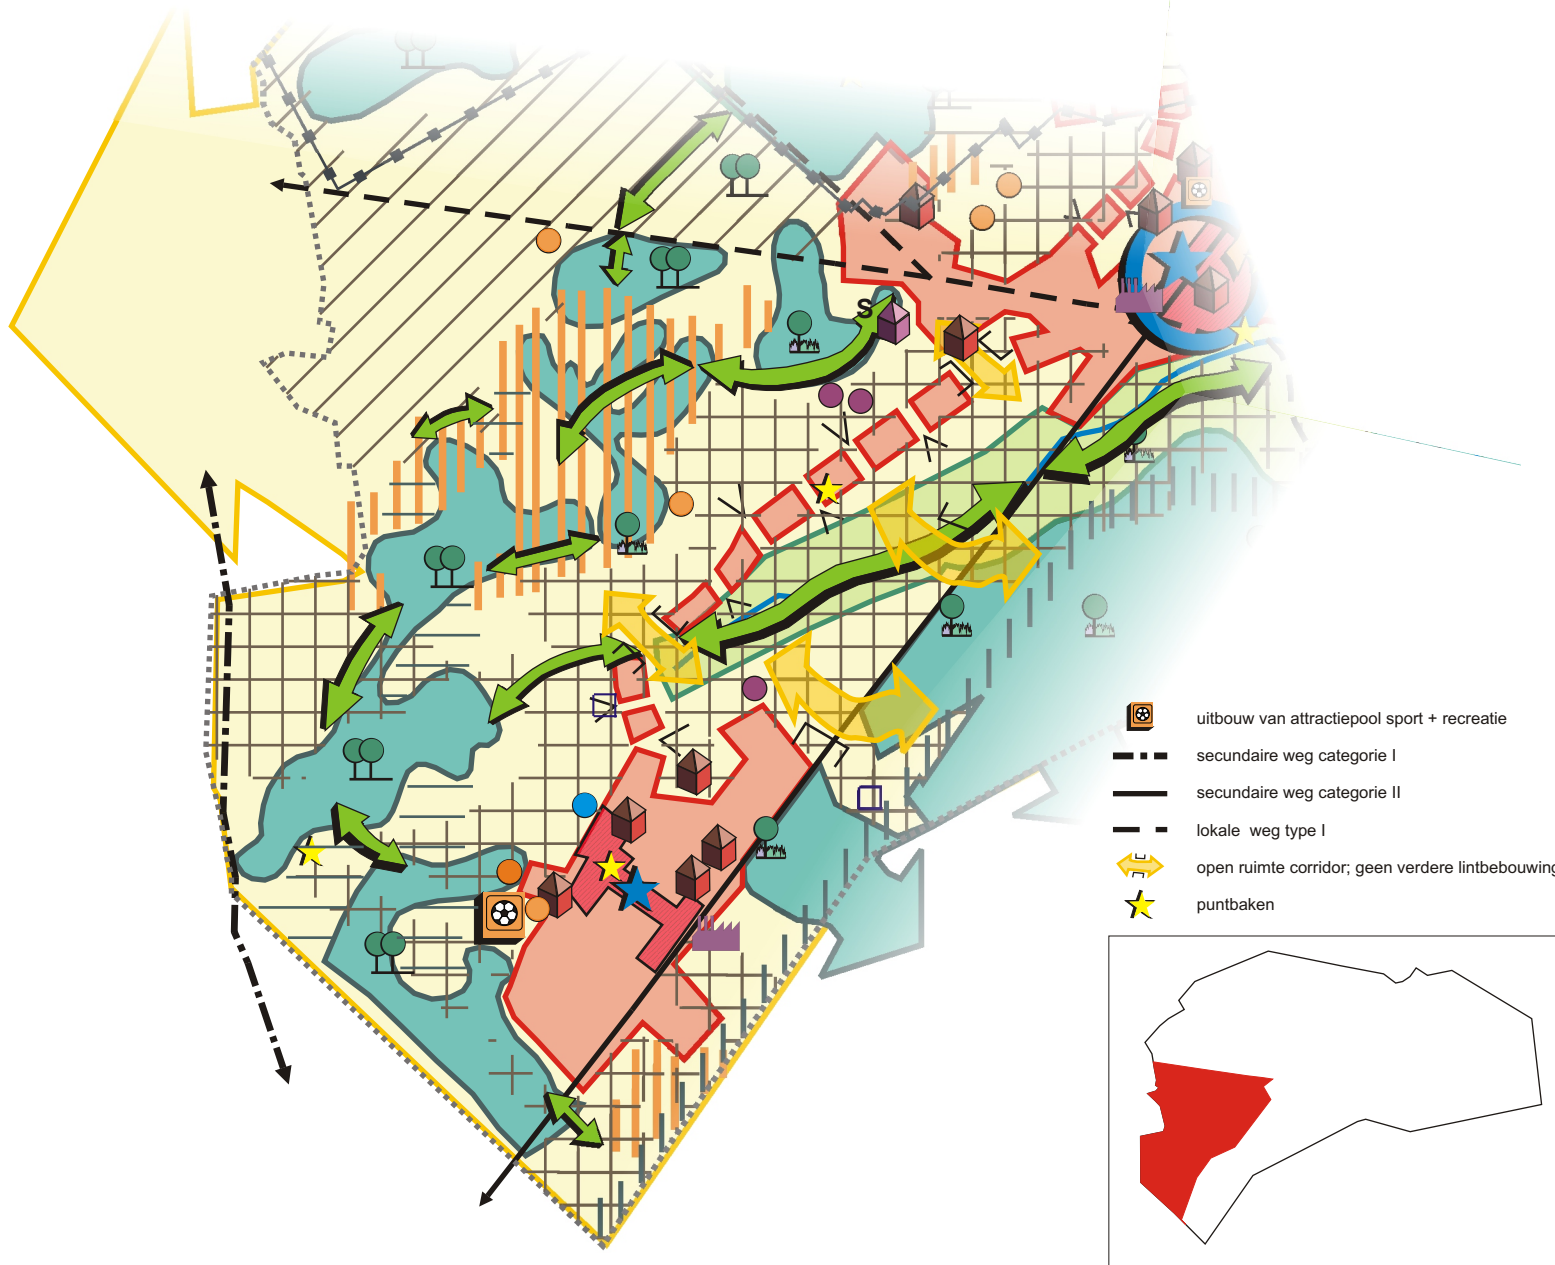 S
uitbouw van attractiepool sport + recreatie
secundaire weg categorie I
secundaire weg categorie II
lokale weg type I
open ruimte corridor; geen verdere lintbebouwing
puntbaken